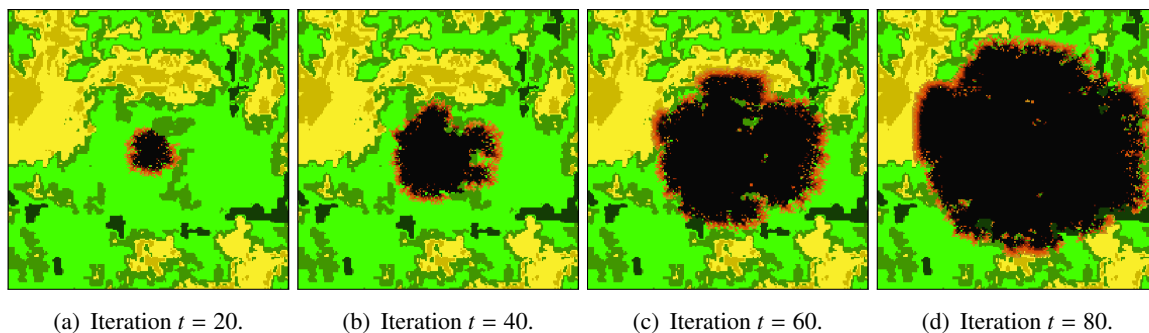 (a) Iteration t = 20.
(b) Iteration t = 40.
(c) Iteration t = 60.
(d) Iteration t = 80.